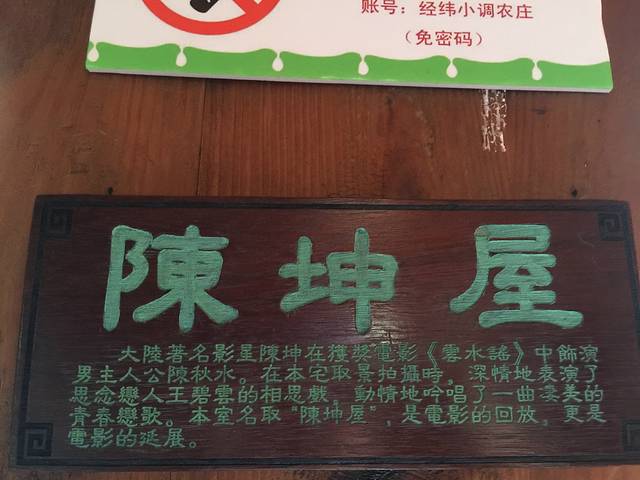 账号：经纬小调农庄
（免密码）
陳坤屋
大陸著名影星陳坤在獲獎電影《雲水謠》中飾演
男主人公陳秋水。在本宅取景拍攝時，深情地表演了
思念戀人王碧雲的相思戲，動情地吟唱了一曲凄美的
青春戀歌。本室名取“陳坤屋”，是電影的回放，更是
電影的延展。